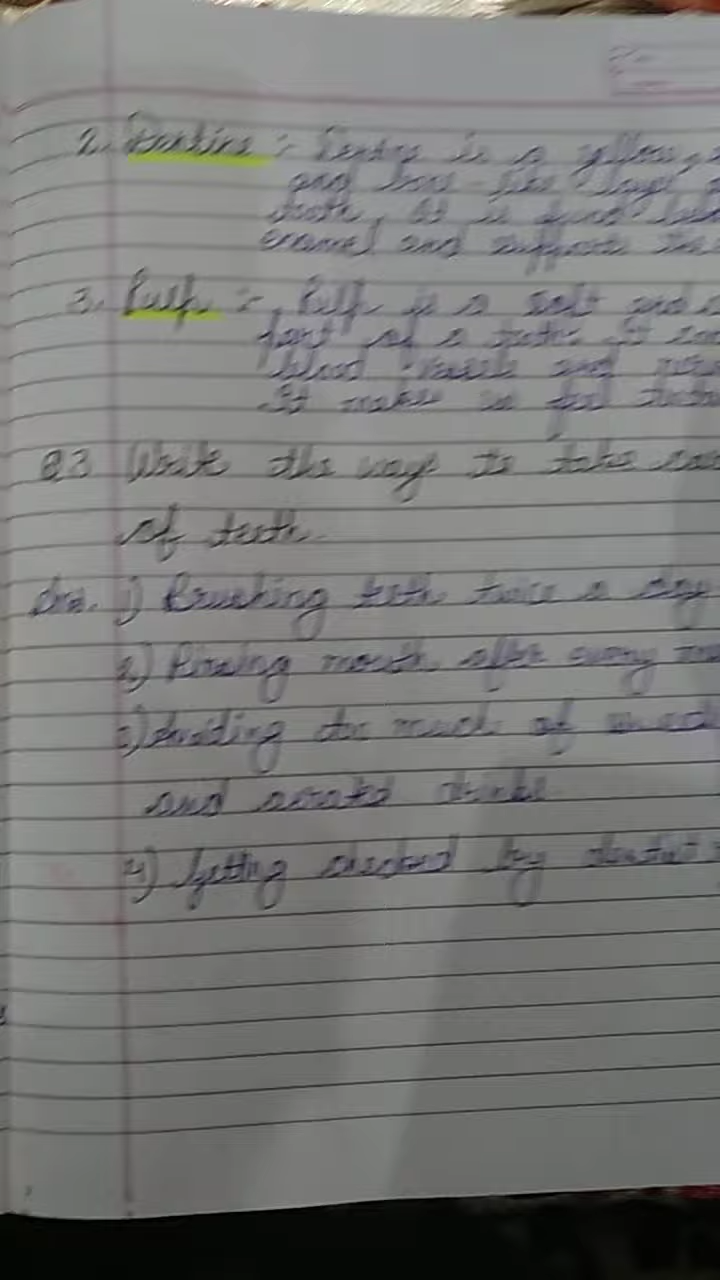 2. Dentine :- Dentine is a yellow,
and bone-like layer
tooth. It is found
enamel and supports the
3. Pulp :- Pulp is a soft and
part of a tooth. It
blood vessels and
It makes us feel
Q3 Write the ways to take
of teeth.
Ans. 1) Brushing teeth twice a day
2) Rinsing mouth after every
3) Avoiding too much of
and aerated drinks
4) Getting checked by dentist